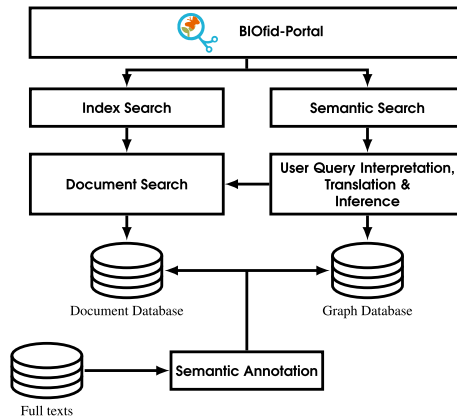 BIOfid-Portal
Index Search
Semantic Search
Document Search
User Query Interpretation,
Translation &
Inference
Document Database
Graph Database
Semantic Annotation
Full texts